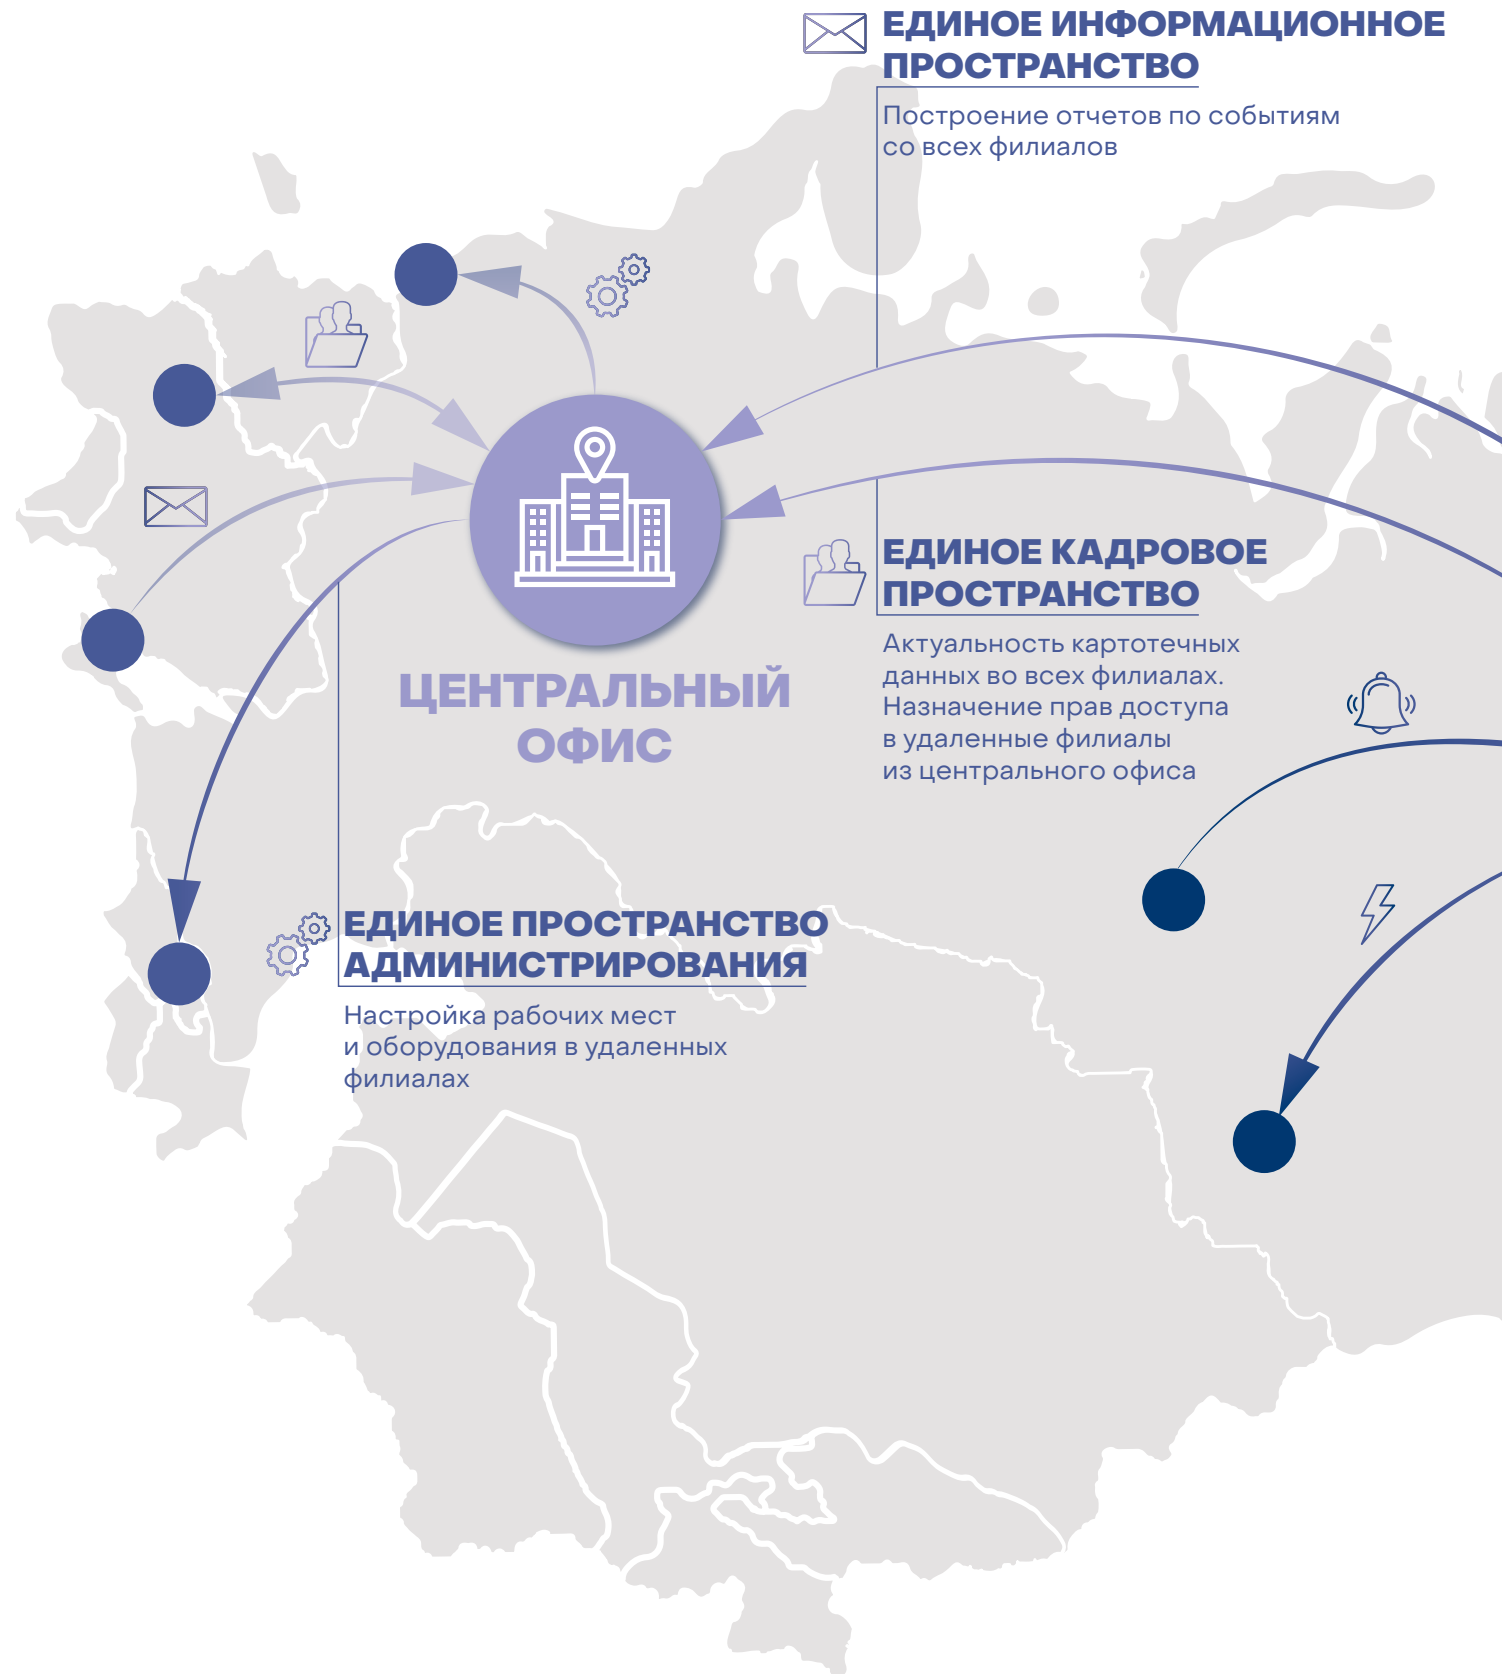 ЕДИНОЕ ИНФОРМАЦИОННОЕ
ПРОСТРАНСТВО
Построение отчетов по событиям
со всех филиалов
ЕДИНОЕ КАДРОВОЕ
ПРОСТРАНСТВО
Актуальность картотечных
данных во всех филиалах.
Назначение прав доступа
в удаленные филиалы
из центрального офиса
ЦЕНТРАЛЬНЫЙ
ОФИС
ЕДИНОЕ ПРОСТРАНСТВО
АДМИНИСТРИРОВАНИЯ
Настройка рабочих мест
и оборудования в удаленных
филиалах